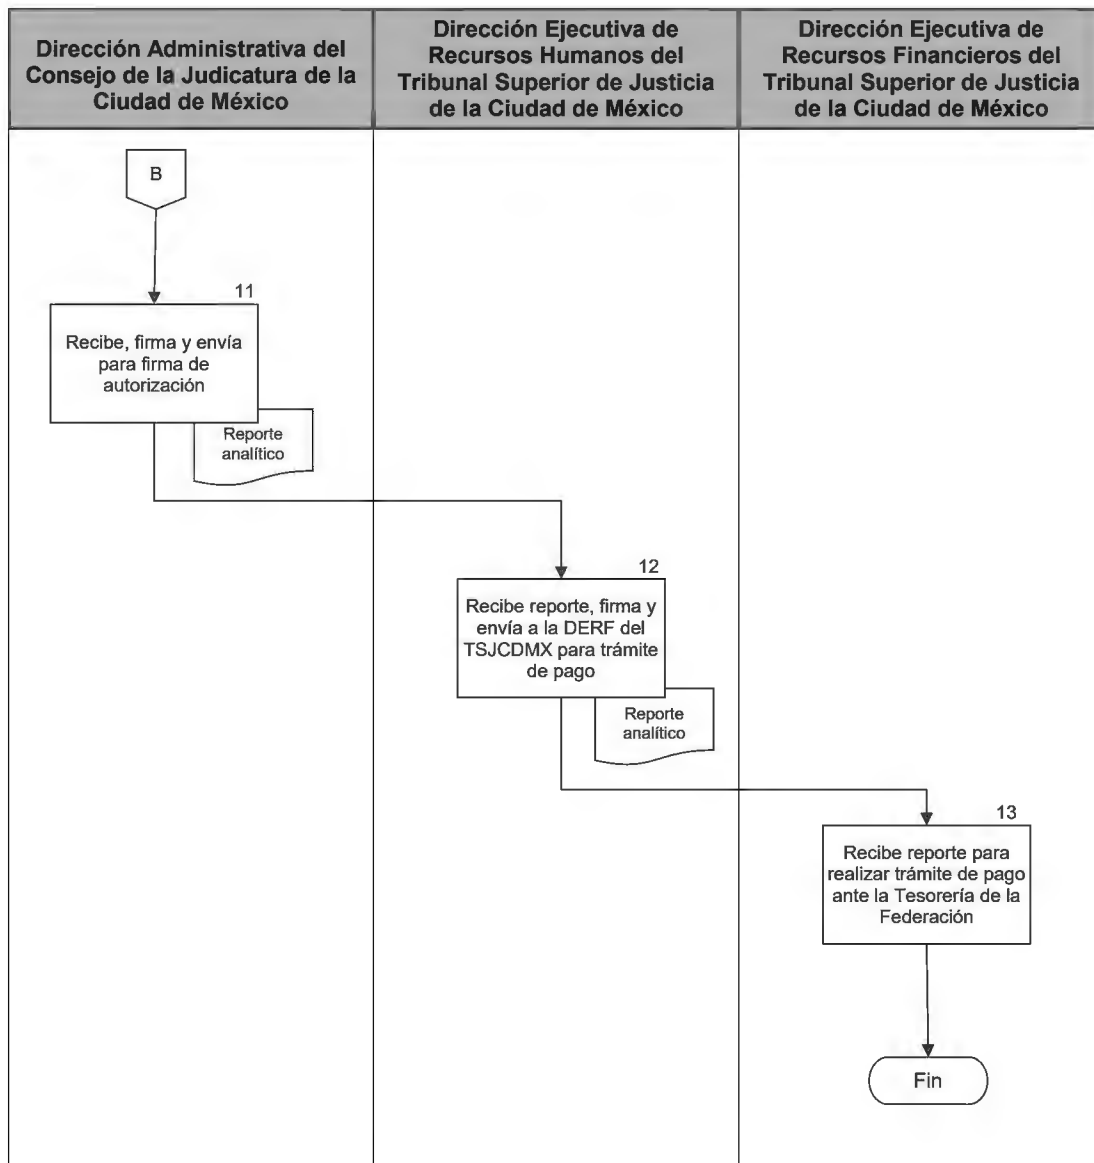 Dirección Administrativa del
Consejo de la Judicatura de la
Ciudad de México
Dirección Ejecutiva de
Recursos Humanos del
Tribunal Superior de Justicia
de la Ciudad de México
Dirección Ejecutiva de
Recursos Financieros del
Tribunal Superior de Justicia
de la Ciudad de México
B
11
Recibe, firma y envía
para firma de
autorización
Reporte
analítico
12
Recibe reporte, firma y
envía a la DERF del
TSJCDMX para trámite
de pago
Reporte
analítico
13
Recibe reporte para
realizar trámite de pago
ante la Tesorería de la
Federación
Fin